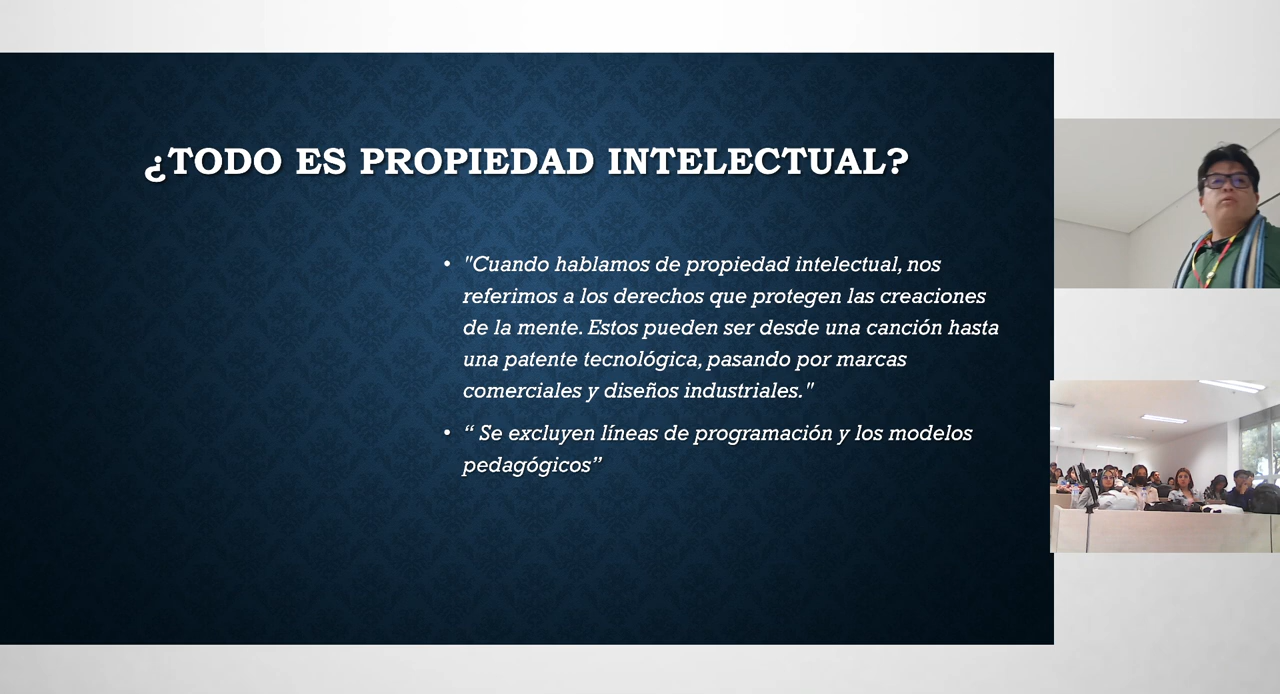 ¿TODO ES PROPIEDAD INTELECTUAL?
• "Cuando hablamos de propiedad intelectual, nos
referimos a los derechos que protegen las creaciones
de la mente. Estos pueden ser desde una canción hasta
una patente tecnológica, pasando por marcas
comerciales y diseños industriales."
• “ Se excluyen líneas de programación y los modelos
pedagógicos”